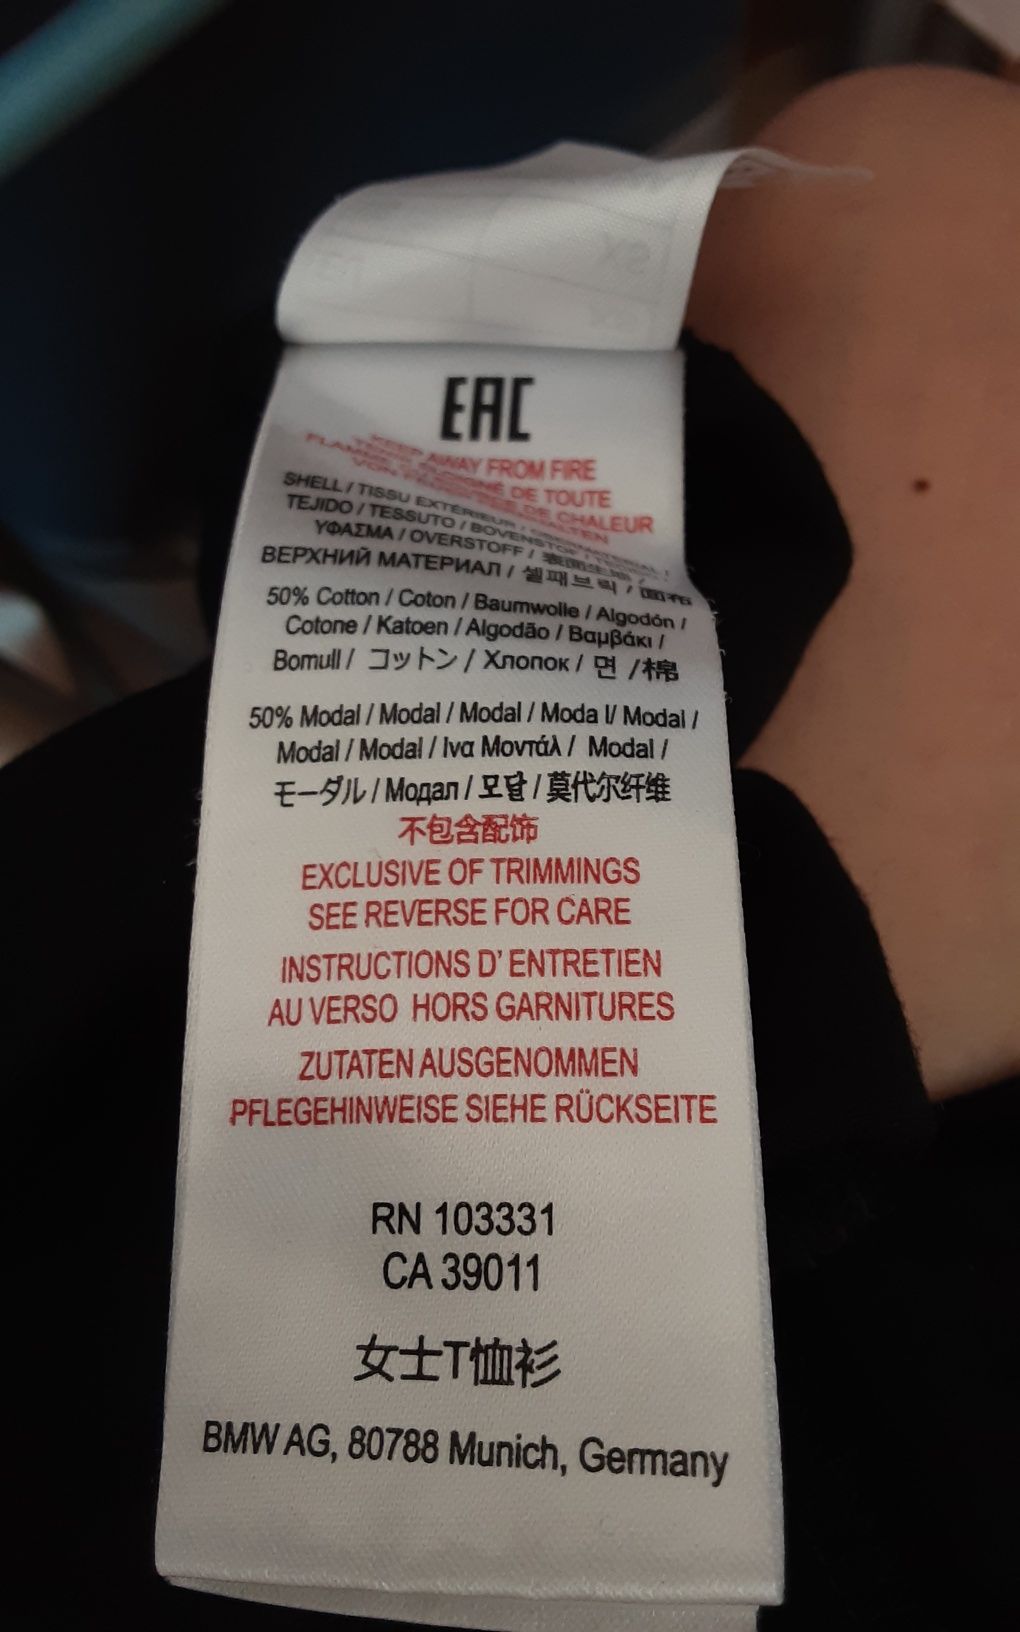 EAC
KEEP AWAY FROM FIRE
DE TOUTE
DE CHALEUR
SHELL / TISSU EXTÉRIEUR /
TEJIDO / TESSUTO / BOVENSTOF /
ΥΦΑΣΜΑ / OVERSTOFF /
ВЕРХНИЙ МАТЕРИАЛ / 셀패브릭 / 面布
50% Cotton / Coton / Baumwolle / Algodón /
Cotone / Katoen / Algodão / Βαμβάκι /
Bomull / コットン / Хлопок / 면 / 棉
50% Modal / Modal / Modal / Moda l/ Modal /
Modal / Modal / Ινα Μοντάλ / Modal /
モーダル / Модал / 모달 / 莫代尔纤维
不包含配饰
EXCLUSIVE OF TRIMMINGS
SEE REVERSE FOR CARE
INSTRUCTIONS D' ENTRETIEN
AU VERSO HORS GARNITURES
ZUTATEN AUSGENOMMEN
PFLEGEHINWEISE SIEHE RÜCKSEITE
RN 103331
CA 39011
女士T恤衫
BMW AG, 80788 Munich, Germany